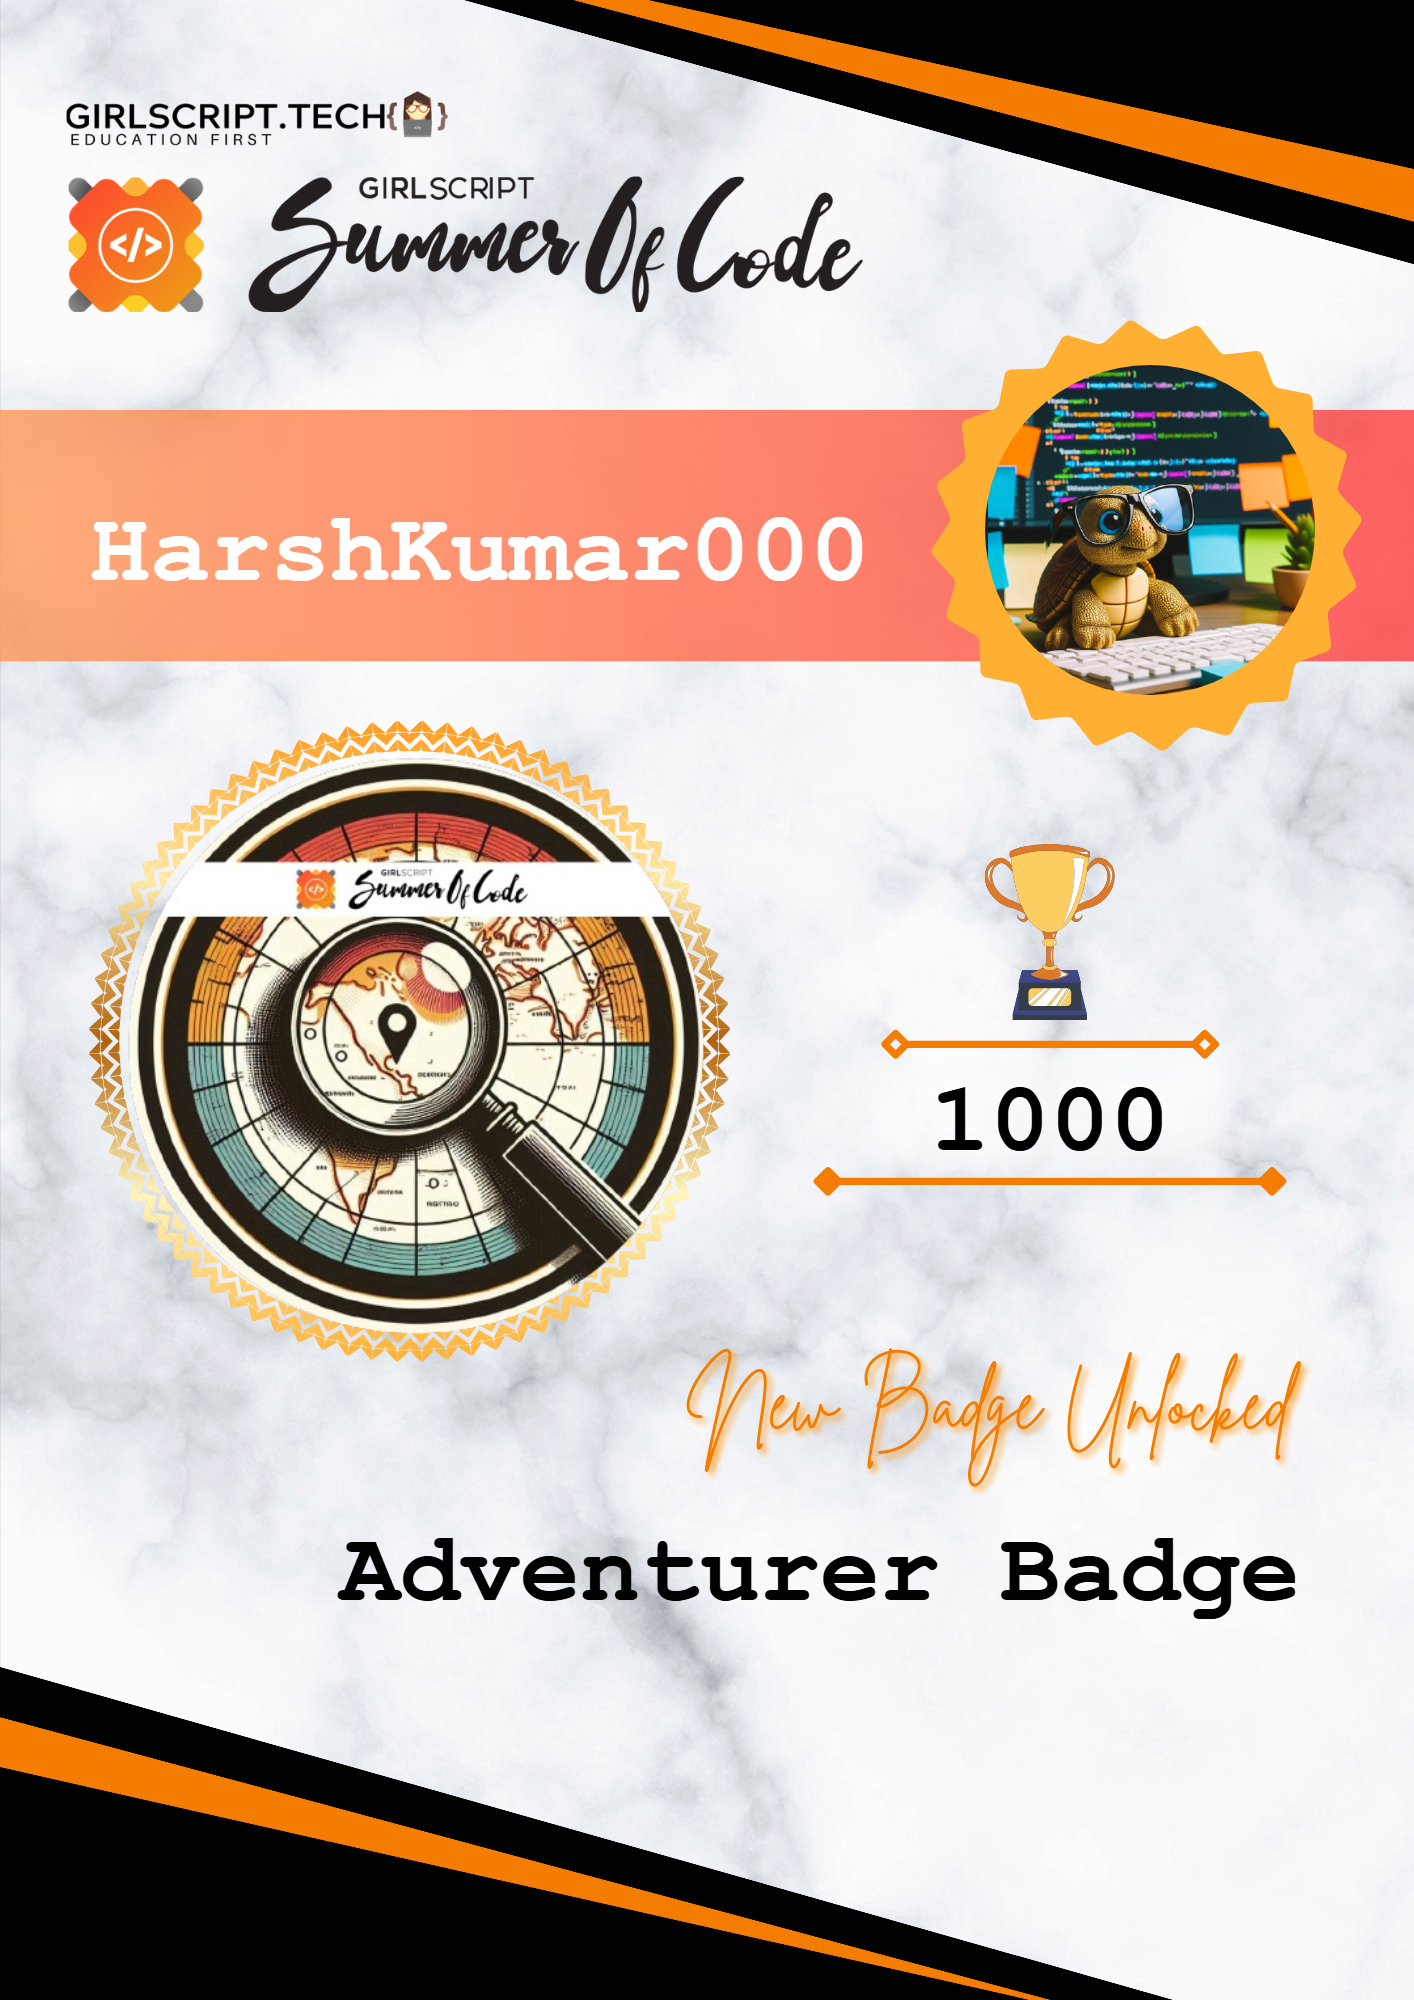 GIRLSCRIPT.TECH{ }
EDUCATION FIRST
GIRLSCRIPT
Summer Of Code
</>
HarshKumar000
GIRLSCRIPT
Summer Of Code
</>
1000
New Badge Unlocked
Adventurer Badge